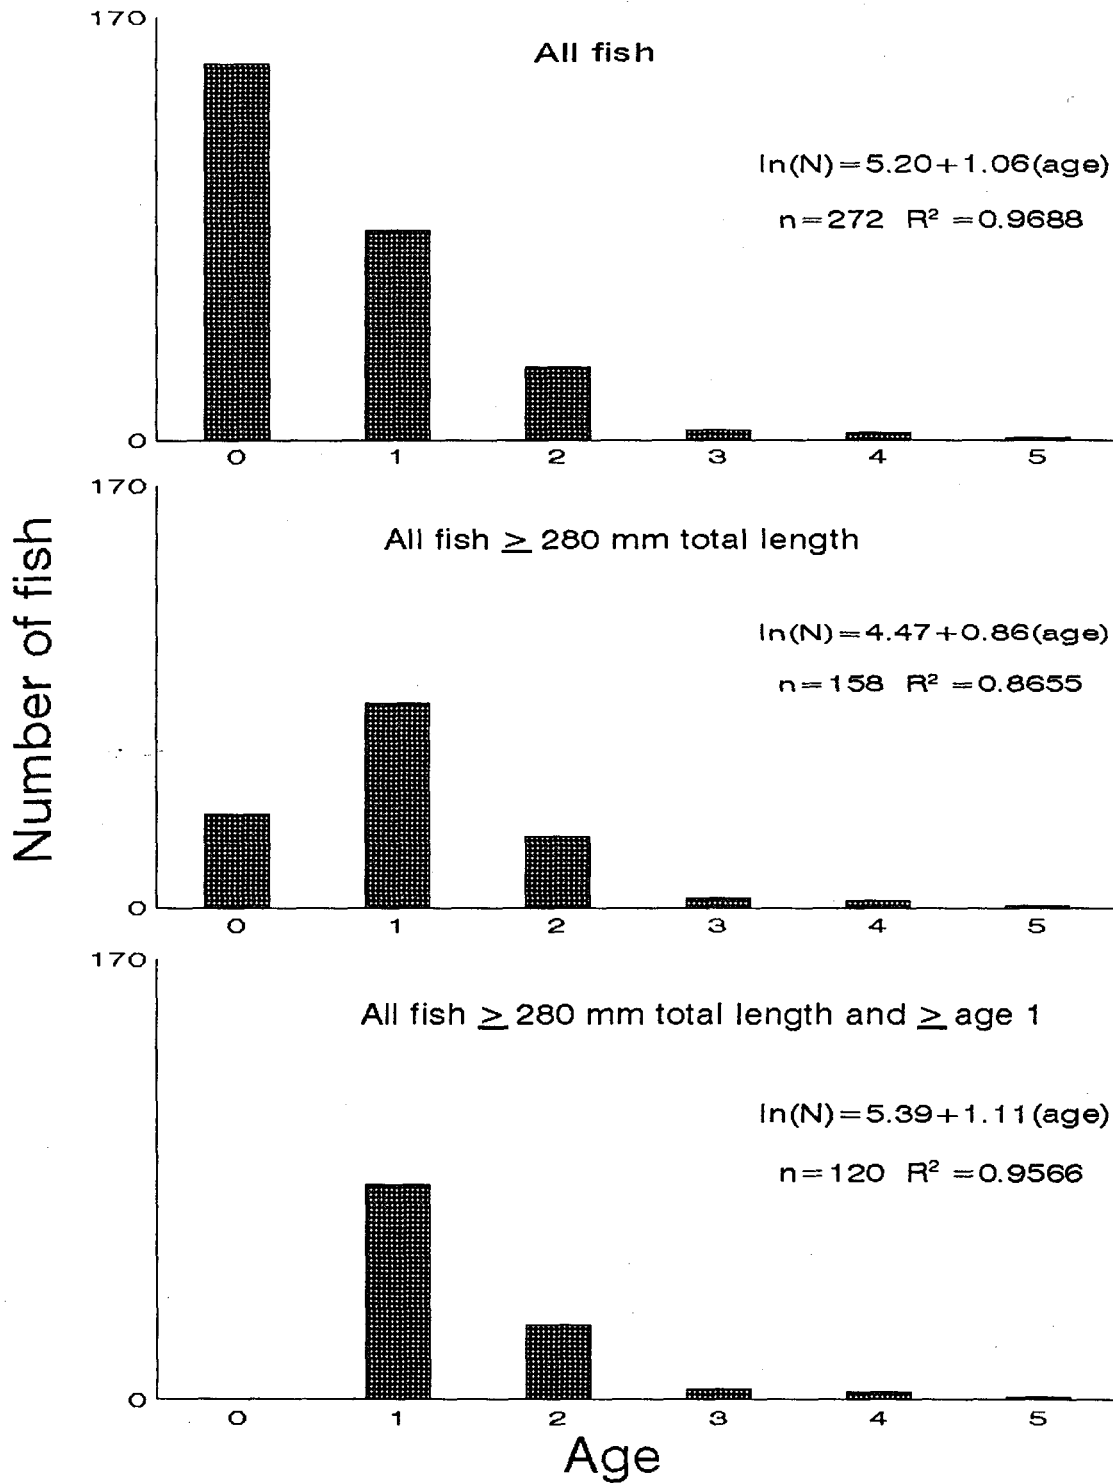 170
All fish
ln(N)=5.20+1.06(age)
n=272 R² =0.9688
0
0 1 2 3 4 5
170
All fish ≥ 280 mm total length
ln(N)=4.47+0.86(age)
n=158 R² =0.8655
Number of fish
0
0 1 2 3 4 5
170
All fish ≥ 280 mm total length and ≥ age 1
ln(N)=5.39+1.11(age)
n=120 R² =0.9566
0
0 1 2 3 4 5
Age